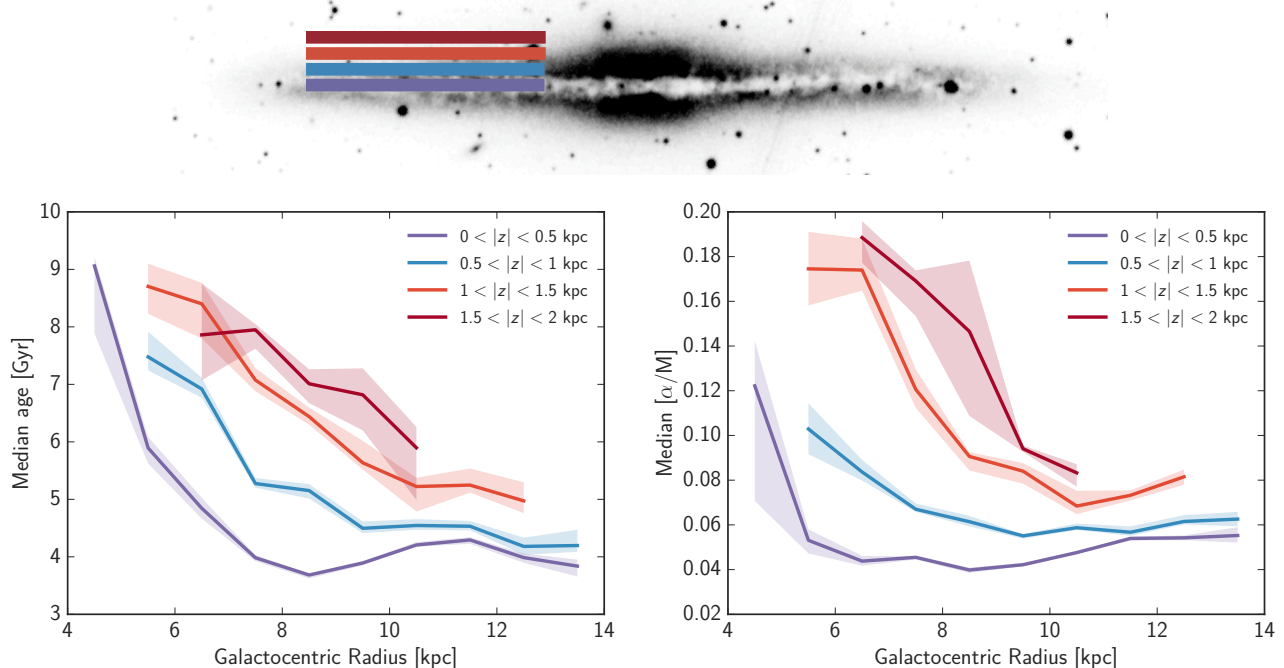 10
9
8
7
6
5
4
3
4
6
8
10
12
14
Median age [Gyr]
Galactocentric Radius [kpc]
0 < |z| < 0.5 kpc
0.5 < |z| < 1 kpc
1 < |z| < 1.5 kpc
1.5 < |z| < 2 kpc
0.20
0.18
0.16
0.14
0.12
0.10
0.08
0.06
0.04
0.02
4
6
8
10
12
14
Median [α/M]
Galactocentric Radius [kpc]
0 < |z| < 0.5 kpc
0.5 < |z| < 1 kpc
1 < |z| < 1.5 kpc
1.5 < |z| < 2 kpc